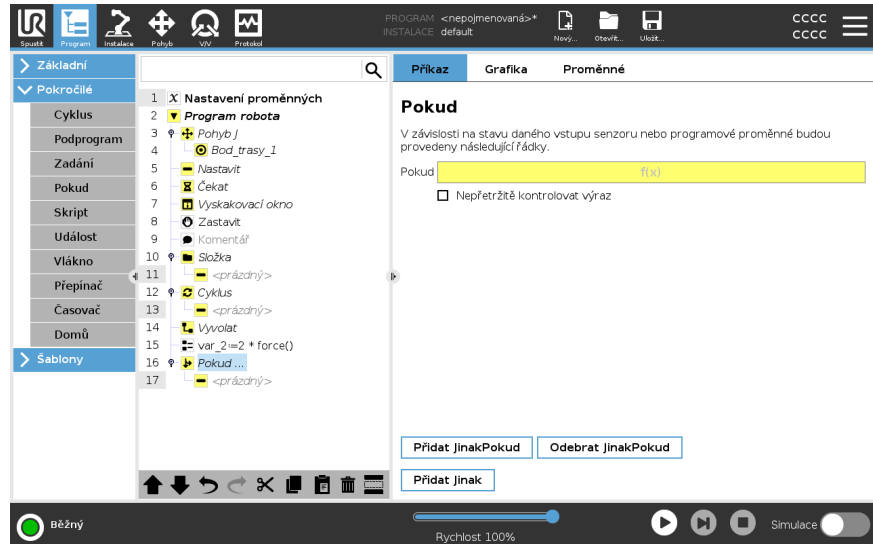 UR
Spustit
Program
Instalace
Pohyb
V/V
Protokol
PROGRAM <nepojmenovaná>*
INSTALACE default
Nový...
Otevřít...
Uložit...
cccc
cccc
Základní
Pokročilé
Cyklus
Podprogram
Zadání
Pokud
Skript
Událost
Vlákno
Přepínač
Časovač
Domů
Šablony
1 X Nastavení proměnných
2 Program robota
3 Pohyb J
4 Bod_trasy_1
5 Nastavit
6 Čekat
7 Vyskakovací okno
8 Zastavit
9 Komentář
10 Složka
11 <prázdný>
12 Cyklus
13 <prázdný>
14 Vyvolat
15 var_2:=2 * force()
16 Pokud ...
17 <prázdný>
Příkaz
Grafika
Proměnné
Pokud
V závislosti na stavu daného vstupu senzoru nebo programové proměnné budou
provedeny následující řádky.
Pokud f(x)
Nepřetržitě kontrolovat výraz
Přidat JinakPokud
Odebrat JinakPokud
Přidat Jinak
Běžný
Rychlost 100%
Simulace